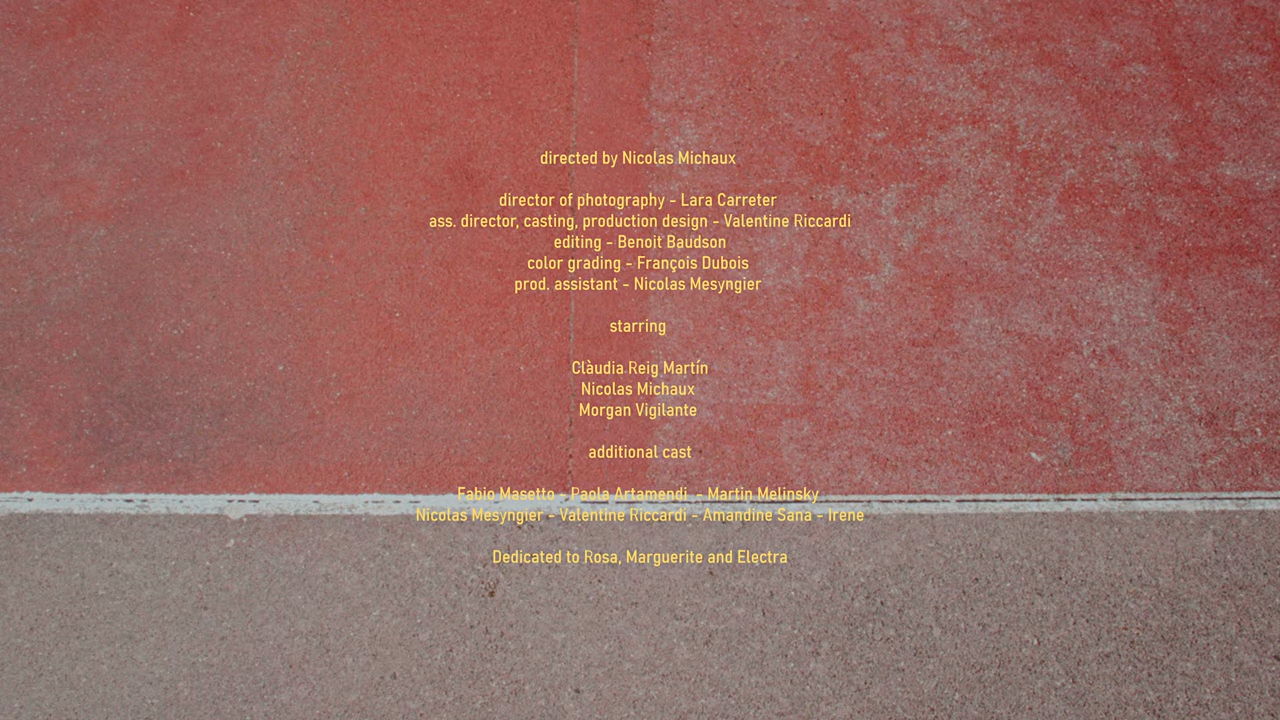 directed by Nicolas Michaux
director of photography - Lara Carreter
ass. director, casting, production design - Valentine Riccardi
editing - Benoit Baudson
color grading - François Dubois
prod. assistant - Nicolas Mesyngier
starring
Clàudia Reig Martín
Nicolas Michaux
Morgan Vigilante
additional cast
Fabio Masetto - Paola Artamendi - Martin Melinsky
Nicolas Mesyngier - Valentine Riccardi - Amandine Sana - Irene
Dedicated to Rosa, Marguerite and Electra